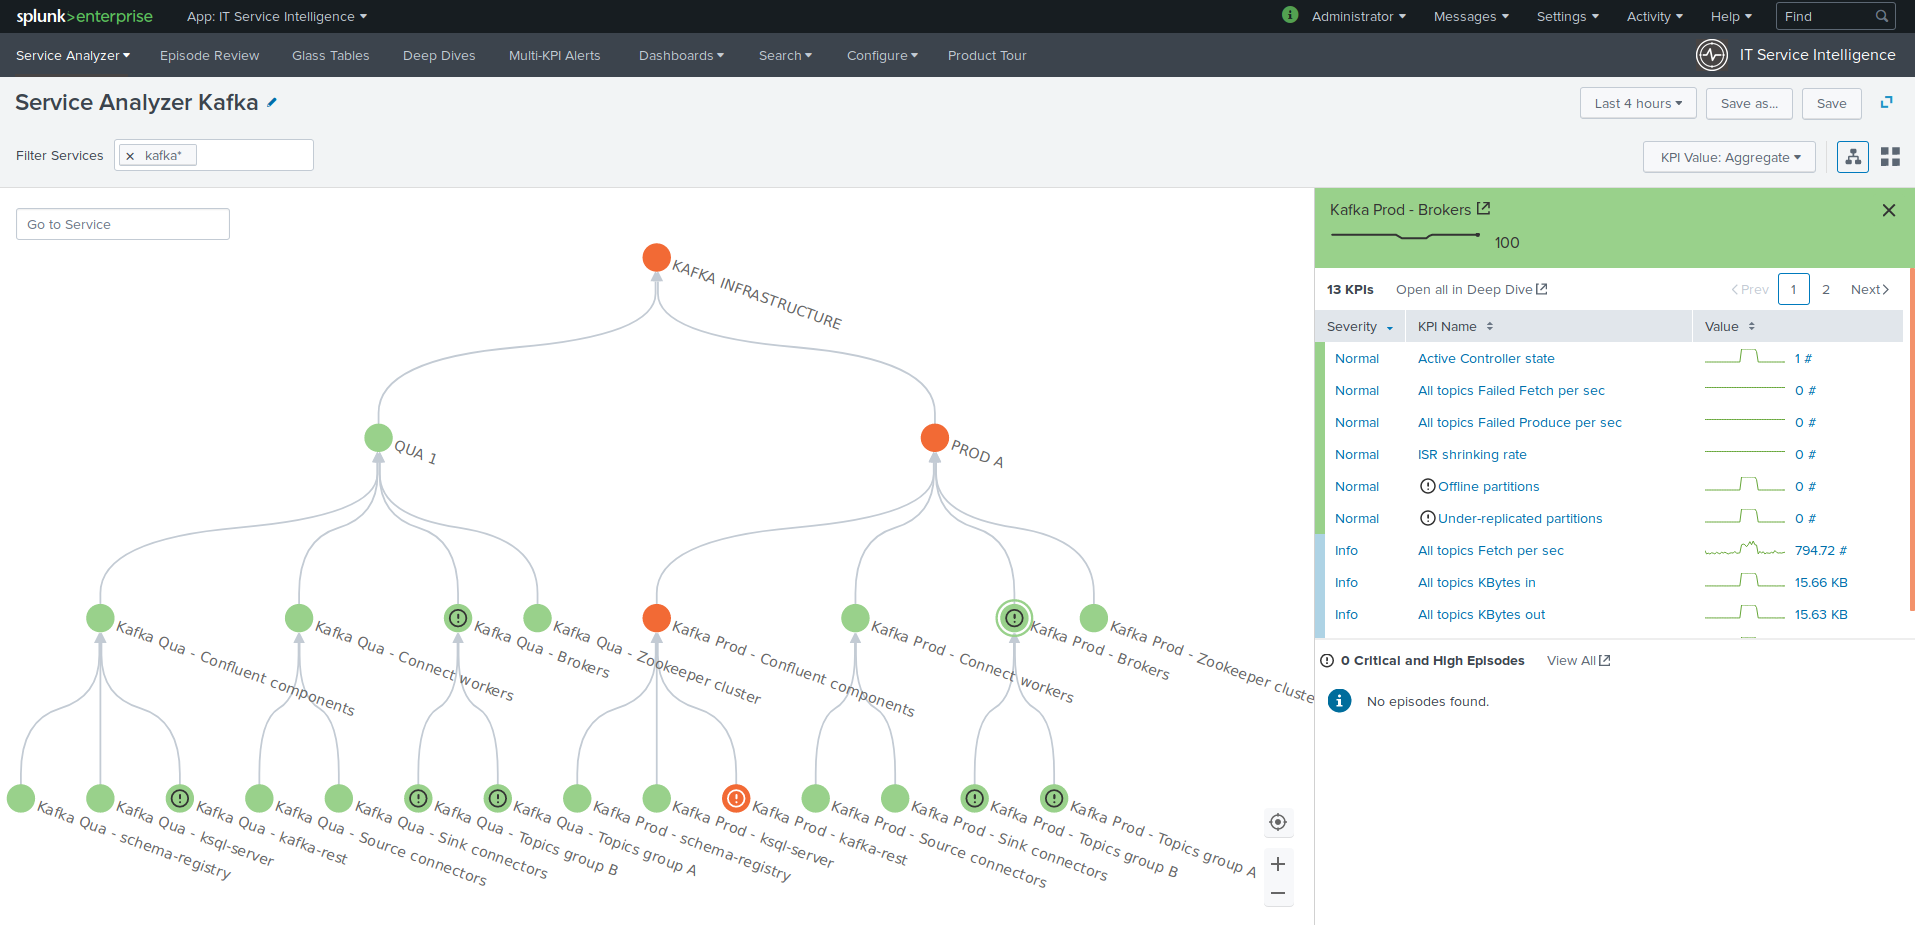 splunk>enterprise App: IT Service Intelligence i Administrator Messages Settings Activity Help Find
Service Analyzer Episode Review Glass Tables Deep Dives Multi-KPI Alerts Dashboards Search Configure Product Tour IT Service Intelligence
Service Analyzer Kafka Last 4 hours Save as... Save
Filter Services × kafka* KPI Value: Aggregate
Go to Service
KAFKA INFRASTRUCTURE
QUA 1
PROD A
Kafka Qua - Confluent components
Kafka Qua - Connect workers
Kafka Qua - Brokers
Kafka Qua - Zookeeper cluster
Kafka Prod - Confluent components
Kafka Prod - Connect workers
Kafka Prod - Brokers
Kafka Prod - Zookeeper cluste
Kafka Qua - schema-registry
Kafka Qua - ksql-server
Kafka Qua - kafka-rest
Kafka Qua - Source connectors
Kafka Qua - Sink connectors
Kafka Qua - Topics group B
Kafka Qua - Topics group A
Kafka Prod - schema-registry
Kafka Prod - ksql-server
Kafka Prod - kafka-rest
Kafka Prod - Source connectors
Kafka Prod - Sink connectors
Kafka Prod - Topics group B
Kafka Prod - Topics group A
Kafka Prod - Brokers
100
13 KPIs Open all in Deep Dive < Prev 1 2 Next >
Severity KPI Name Value
Normal Active Controller state 1 #
Normal All topics Failed Fetch per sec 0 #
Normal All topics Failed Produce per sec 0 #
Normal ISR shrinking rate 0 #
Normal Offline partitions 0 #
Normal Under-replicated partitions 0 #
Info All topics Fetch per sec 794.72 #
Info All topics KBytes in 15.66 KB
Info All topics KBytes out 15.63 KB
0 Critical and High Episodes View All
No episodes found.